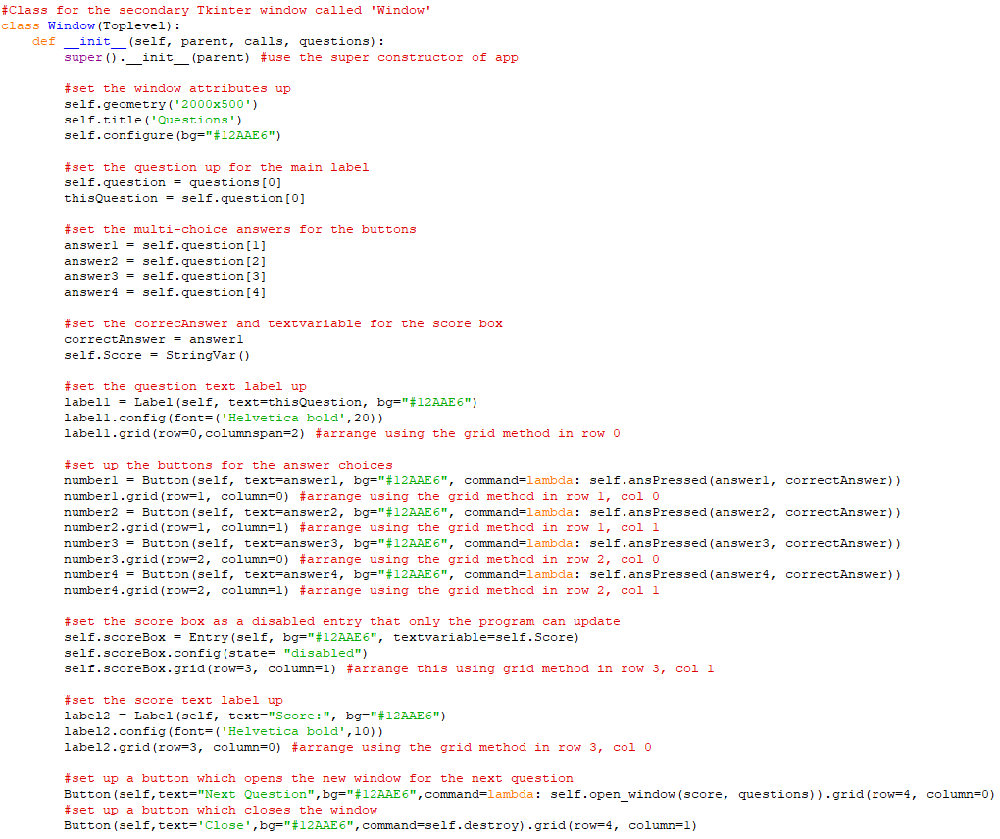 #Class for the secondary Tkinter window called 'Window'
class Window(Toplevel):
    def __init__(self, parent, calls, questions):
        super().__init__(parent) #use the super constructor of app

        #set the window attributes up
        self.geometry('2000x500')
        self.title('Questions')
        self.configure(bg="#12AAE6")

        #set the question up for the main label
        self.question = questions[0]
        thisQuestion = self.question[0]

        #set the multi-choice answers for the buttons
        answer1 = self.question[1]
        answer2 = self.question[2]
        answer3 = self.question[3]
        answer4 = self.question[4]

        #set the correcAnswer and textvariable for the score box
        correctAnswer = answer1
        self.Score = StringVar()

        #set the question text label up
        label1 = Label(self, text=thisQuestion, bg="#12AAE6")
        label1.config(font=('Helvetica bold',20))
        label1.grid(row=0,columnspan=2) #arrange using the grid method in row 0

        #set up the buttons for the answer choices
        number1 = Button(self, text=answer1, bg="#12AAE6", command=lambda: self.ansPressed(answer1, correctAnswer))
        number1.grid(row=1, column=0) #arrange using the grid method in row 1, col 0
        number2 = Button(self, text=answer2, bg="#12AAE6", command=lambda: self.ansPressed(answer2, correctAnswer))
        number2.grid(row=1, column=1) #arrange using the grid method in row 1, col 1
        number3 = Button(self, text=answer3, bg="#12AAE6", command=lambda: self.ansPressed(answer3, correctAnswer))
        number3.grid(row=2, column=0) #arrange using the grid method in row 2, col 0
        number4 = Button(self, text=answer4, bg="#12AAE6", command=lambda: self.ansPressed(answer4, correctAnswer))
        number4.grid(row=2, column=1) #arrange using the grid method in row 2, col 1

        #set the score box as a disabled entry that only the program can update
        self.scoreBox = Entry(self, bg="#12AAE6", textvariable=self.Score)
        self.scoreBox.config(state= "disabled")
        self.scoreBox.grid(row=3, column=1) #arrange this using grid method in row 3, col 1

        #set the score text label up
        label2 = Label(self, text="Score:", bg="#12AAE6")
        label2.config(font=('Helvetica bold',10))
        label2.grid(row=3, column=0) #arrange using the grid method in row 3, col 0

        #set up a button which opens the new window for the next question
        Button(self,text="Next Question",bg="#12AAE6",command=lambda: self.open_window(score, questions)).grid(row=4, column=0)
        #set up a button which closes the window
        Button(self,text='Close',bg="#12AAE6",command=self.destroy).grid(row=4, column=1)